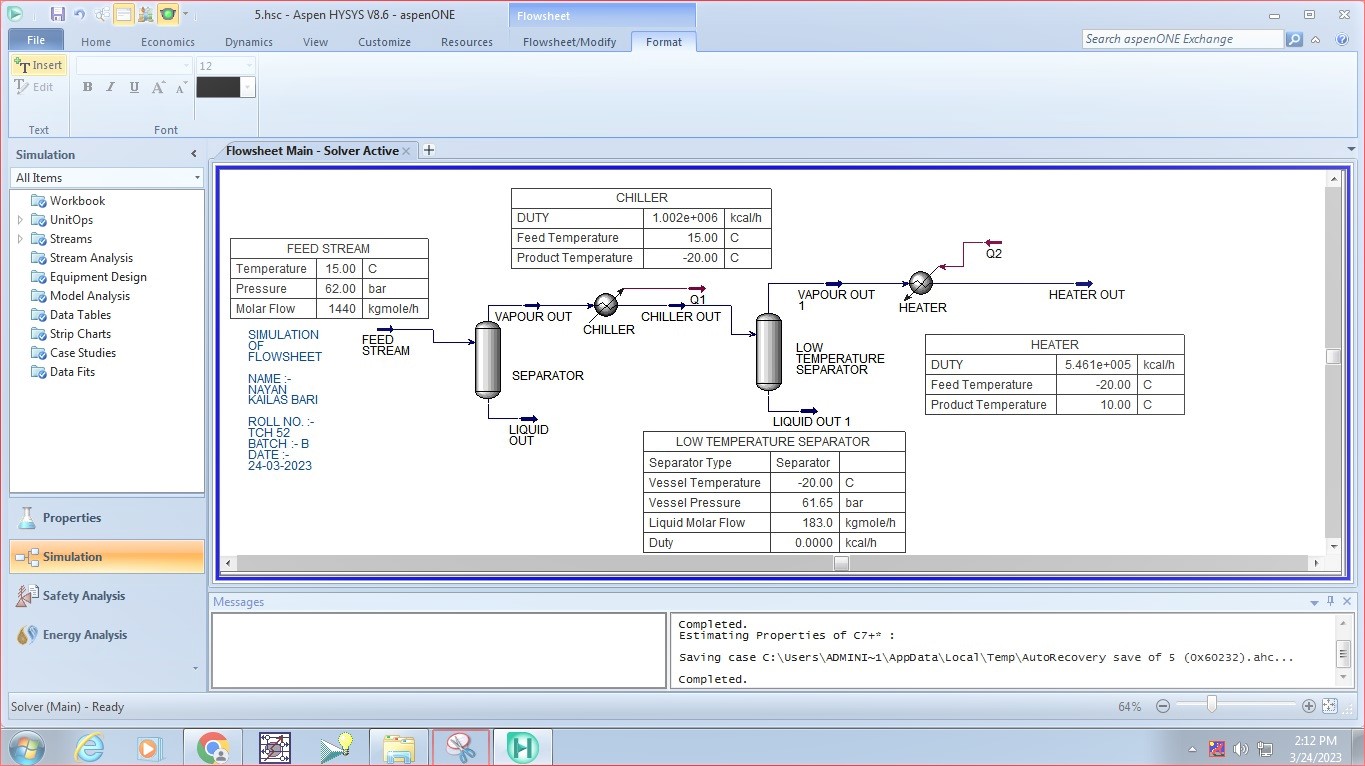 5.hsc - Aspen HYSYS V8.6 - aspenONE
Flowsheet
File
Home
Economics
Dynamics
View
Customize
Resources
Flowsheet/Modify
Format
Search aspenONE Exchange
Insert
12
Edit
B I U A A
Text
Font
Simulation
All Items
Workbook
UnitOps
Streams
Stream Analysis
Equipment Design
Model Analysis
Data Tables
Strip Charts
Case Studies
Data Fits
Properties
Simulation
Safety Analysis
Energy Analysis
Flowsheet Main - Solver Active
CHILLER
DUTY 1.002e+006 kcal/h
Feed Temperature 15.00 C
Product Temperature -20.00 C
FEED STREAM
Temperature 15.00 C
Pressure 62.00 bar
Molar Flow 1440 kgmole/h
SIMULATION
OF
FLOWSHEET
NAME :-
NAYAN
KAILAS BARI
ROLL NO. :-
TCH 52
BATCH :- B
DATE :-
24-03-2023
FEED
STREAM
VAPOUR OUT
SEPARATOR
LIQUID
OUT
CHILLER
Q1
CHILLER OUT
VAPOUR OUT
1
LOW
TEMPERATURE
SEPARATOR
LIQUID OUT 1
Q2
HEATER
HEATER OUT
HEATER
DUTY 5.461e+005 kcal/h
Feed Temperature -20.00 C
Product Temperature 10.00 C
LOW TEMPERATURE SEPARATOR
Separator Type Separator
Vessel Temperature -20.00 C
Vessel Pressure 61.65 bar
Liquid Molar Flow 183.0 kgmole/h
Duty 0.0000 kcal/h
Messages
Completed.
Estimating Properties of C7+* :
Saving case C:\Users\ADMINI~1\AppData\Local\Temp\AutoRecovery save of 5 (0x60232).ahc...
Completed.
Solver (Main) - Ready
64%
2:12 PM
3/24/2023